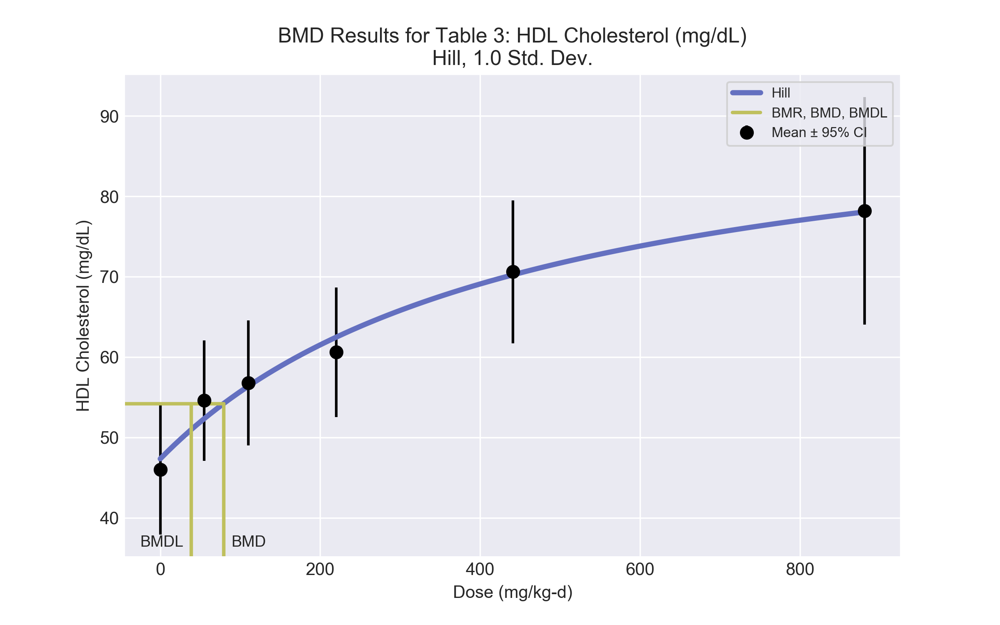 BMD Results for Table 3: HDL Cholesterol (mg/dL)
Hill, 1.0 Std. Dev.
Hill
BMR, BMD, BMDL
Mean ± 95% CI
HDL Cholesterol (mg/dL)
90
80
70
60
50
40
BMDL
BMD
0
200
400
600
800
Dose (mg/kg-d)